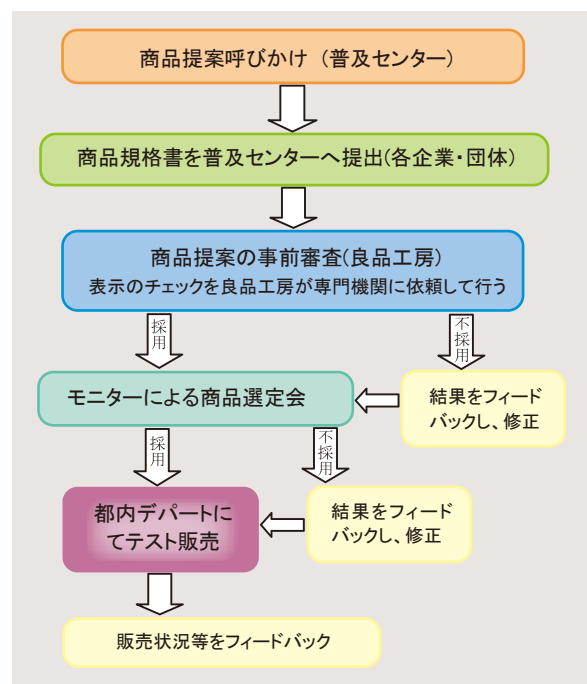 商品提案呼びかけ（普及センター）
商品規格書を普及センターへ提出(各企業・団体)
商品提案の事前審査(良品工房)
表示のチェックを良品工房が専門機関に依頼して行う
採用
不採用
モニターによる商品選定会
結果をフィード
バックし、修正
採用
不採用
都内デパートに
てテスト販売
結果をフィード
バックし、修正
販売状況等をフィードバック